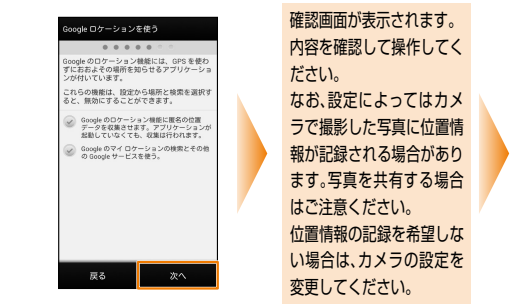 Google ロケーションを使う
Google のロケーション機能には、GPS を使わ
ずにおおよその場所を知らせるアプリケーショ
ンが付いています。
これらの機能は、設定から場所と検索を選択す
ると、無効にすることができます。
Google のロケーション機能に匿名の位置
データを収集させます。アプリケーションが
起動していなくても、収集は行われます。
Google のマイ ロケーションの検索とその他
の Google サービスを使う。
戻る
次へ
確認画面が表示されます。
内容を確認して操作してく
ださい。
なお、設定によってはカメ
ラで撮影した写真に位置情
報が記録される場合があり
ます。写真を共有する場合
はご注意ください。
位置情報の記録を希望しな
い場合は、カメラの設定を
変更してください。